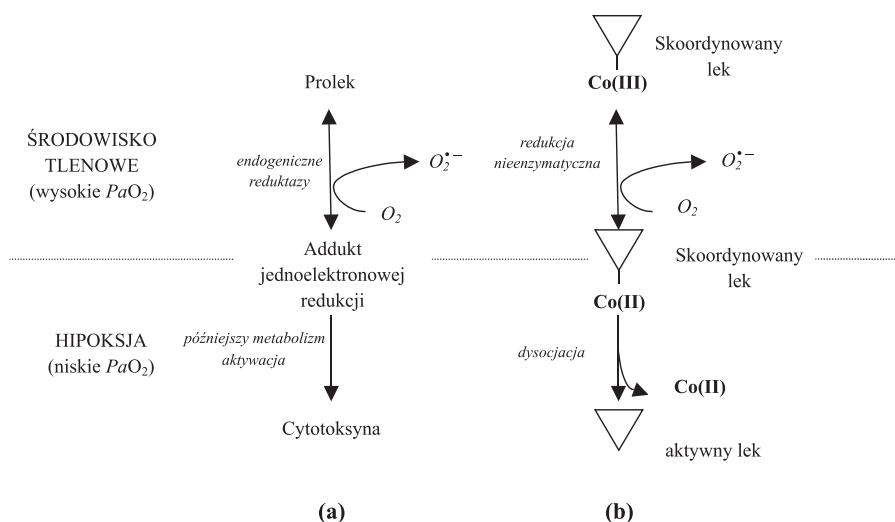 Skoordynowany
lek
Prolek
Co(III)
ŚRODOWISKO
TLENOWE
(wysokie PaO₂)
endogeniczne
reduktazy
O₂•−
O₂
redukcja
nieenzymatyczna
O₂•−
O₂
Addukt
jednoelektronowej
redukcji
Skoordynowany
lek
Co(II)
HIPOKSJA
(niskie PaO₂)
późniejszy metabolizm
aktywacja
dysocjacja
Co(II)
Cytotoksyna
aktywny lek
(a)
(b)